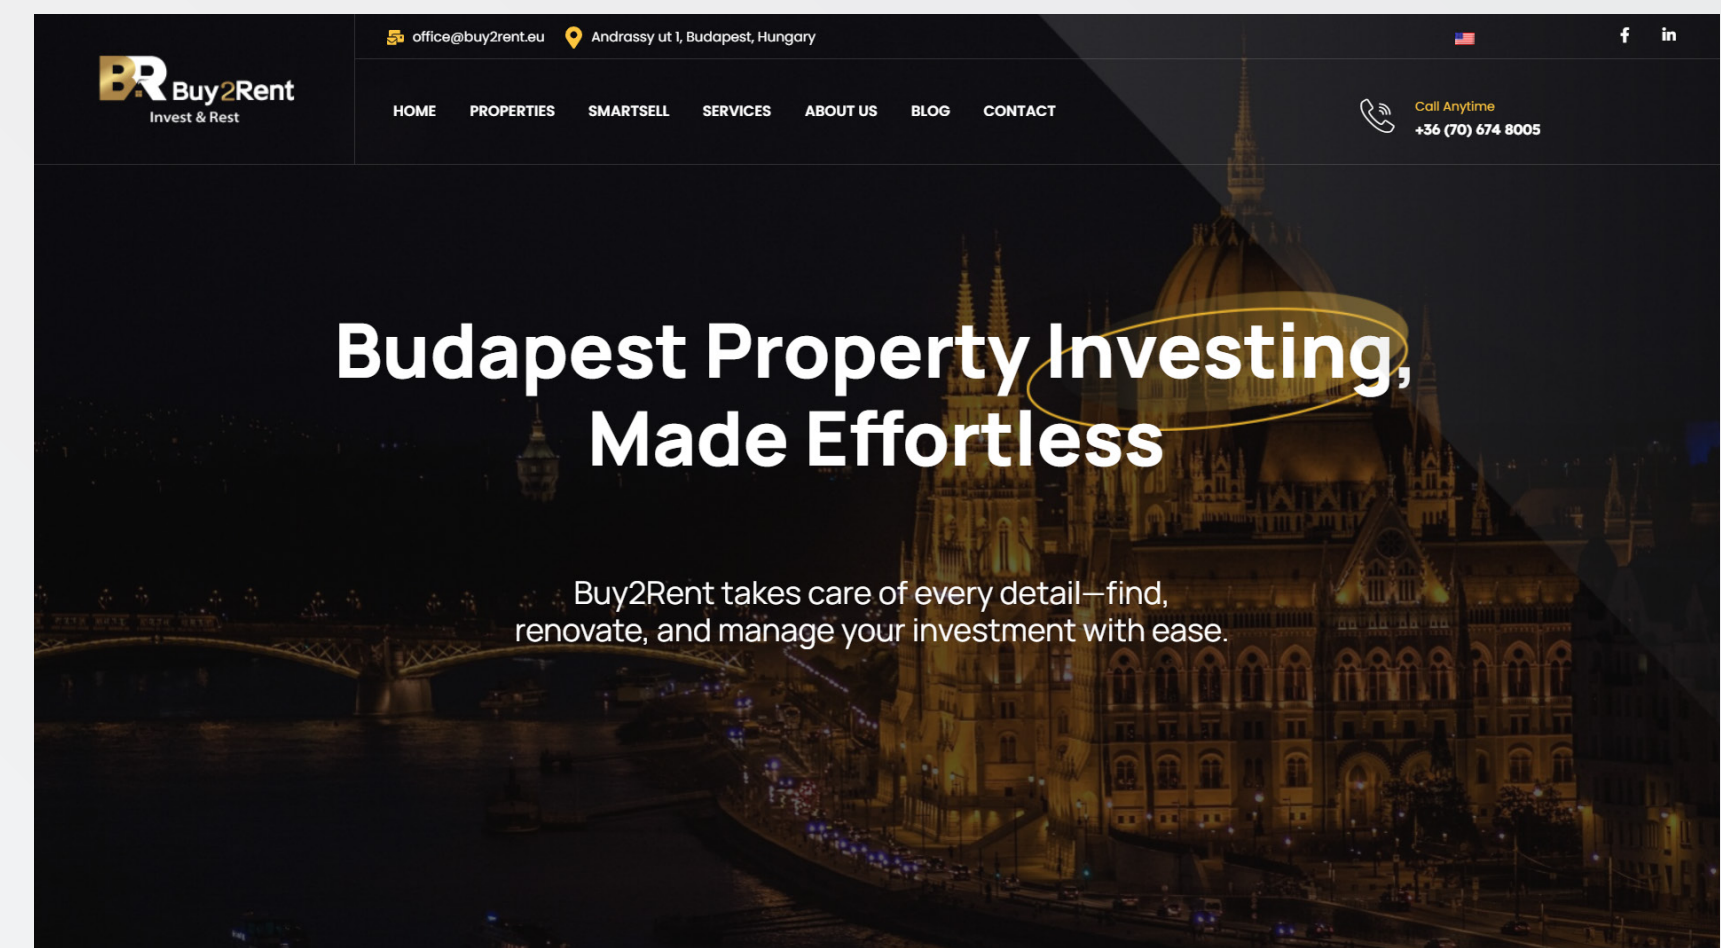 office@buy2rent.eu
Andrassy ut 1, Budapest, Hungary
BR Buy2Rent
Invest & Rest
HOME PROPERTIES SMARTSELL SERVICES ABOUT US BLOG CONTACT
Call Anytime
+36 (70) 674 8005
Budapest Property Investing,
Made Effortless
Buy2Rent takes care of every detail—find,
renovate, and manage your investment with ease.